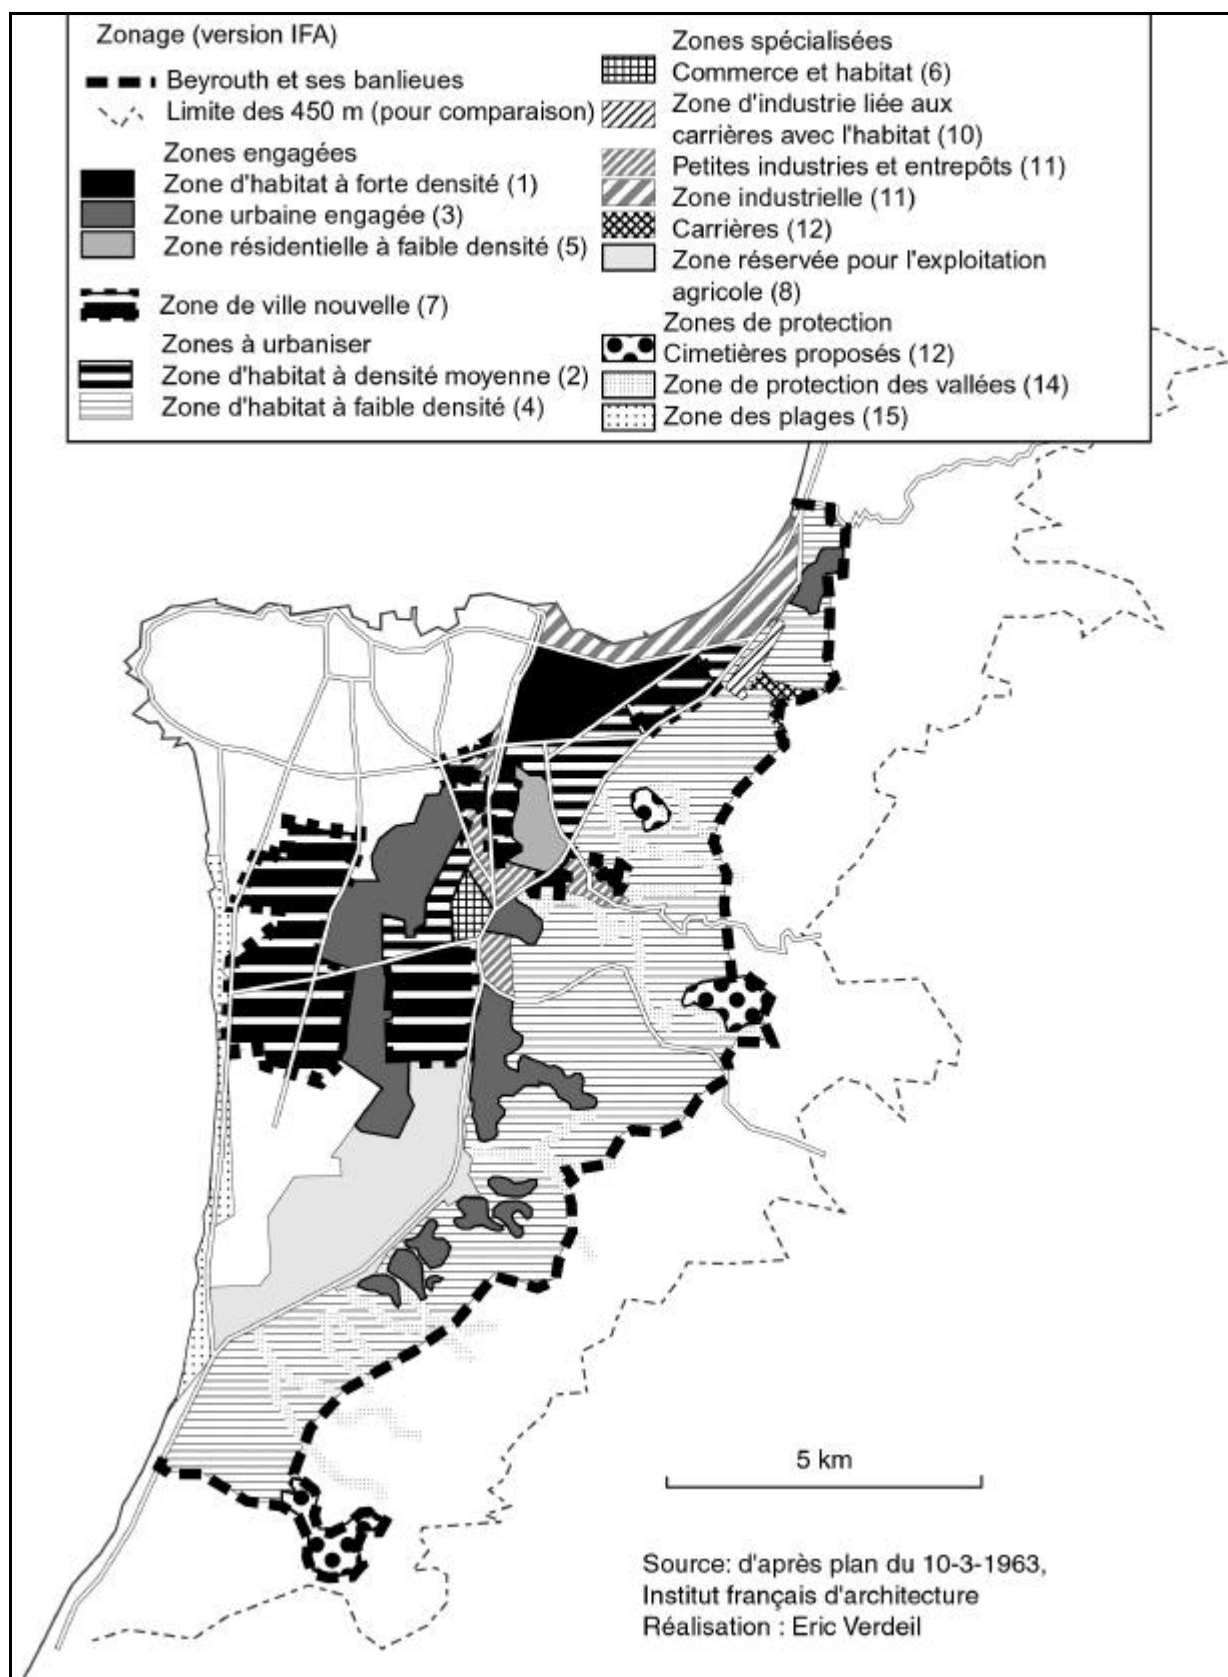 Zonage (version IFA)
Beyrouth et ses banlieues
Limite des 450 m (pour comparaison)
Zones engagées
Zone d'habitat à forte densité (1)
Zone urbaine engagée (3)
Zone résidentielle à faible densité (5)
Zone de ville nouvelle (7)
Zones à urbaniser
Zone d'habitat à densité moyenne (2)
Zone d'habitat à faible densité (4)
Zones spécialisées
Commerce et habitat (6)
Zone d'industrie liée aux
carrières avec l'habitat (10)
Petites industries et entrepôts (11)
Zone industrielle (11)
Carrières (12)
Zone réservée pour l'exploitation
agricole (8)
Zones de protection
Cimetières proposés (12)
Zone de protection des vallées (14)
Zone des plages (15)
5 km
Source: d'après plan du 10-3-1963,
Institut français d'architecture
Réalisation : Eric Verdeil